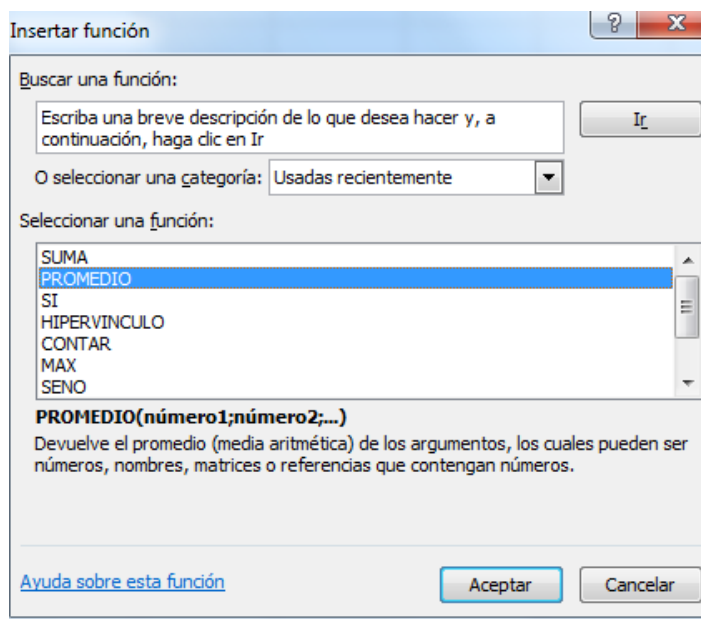 Insertar función
Buscar una función:
Escriba una breve descripción de lo que desea hacer y, a
continuación, haga clic en Ir
Ir
O seleccionar una categoría: Usadas recientemente
Seleccionar una función:
SUMA
PROMEDIO
SI
HIPERVINCULO
CONTAR
MAX
SENO
PROMEDIO(número1;número2;...)
Devuelve el promedio (media aritmética) de los argumentos, los cuales pueden ser
números, nombres, matrices o referencias que contengan números.
Ayuda sobre esta función
Aceptar
Cancelar